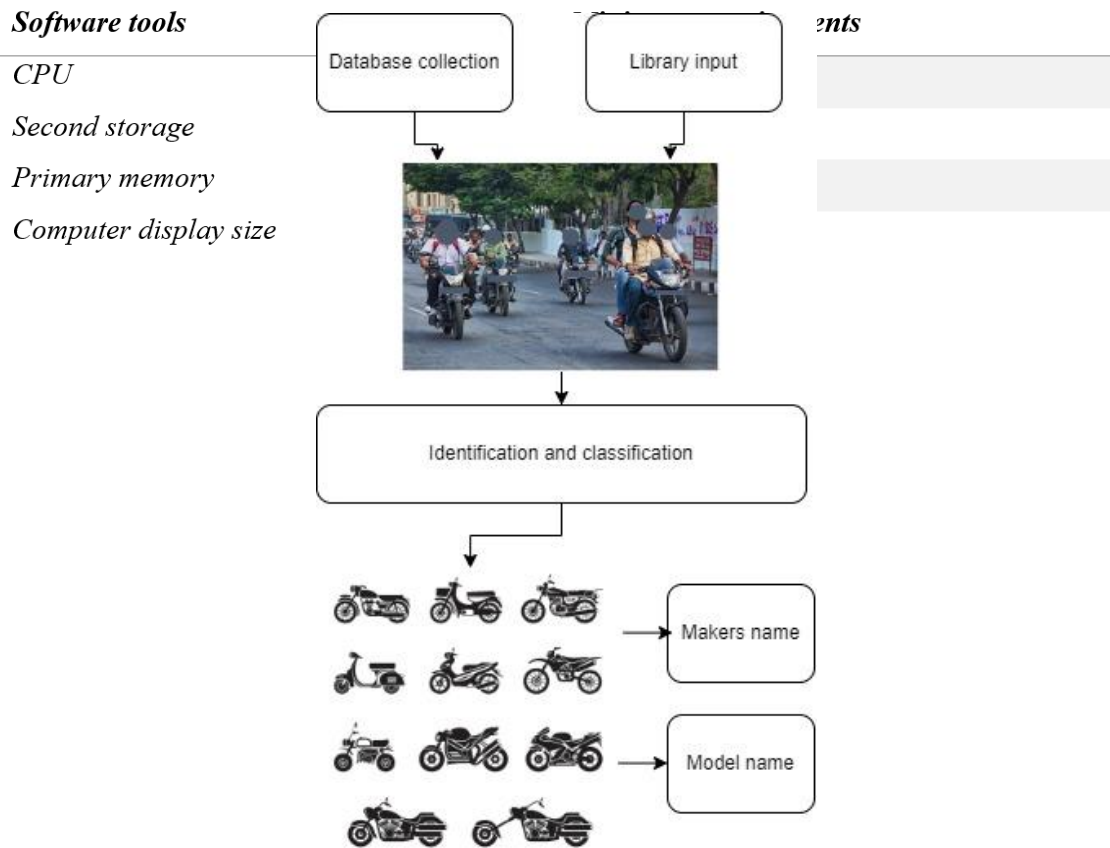 Software tools
ents
CPU
Second storage
Primary memory
Computer display size
Database collection
Library input
Identification and classification
Makers name
Model name